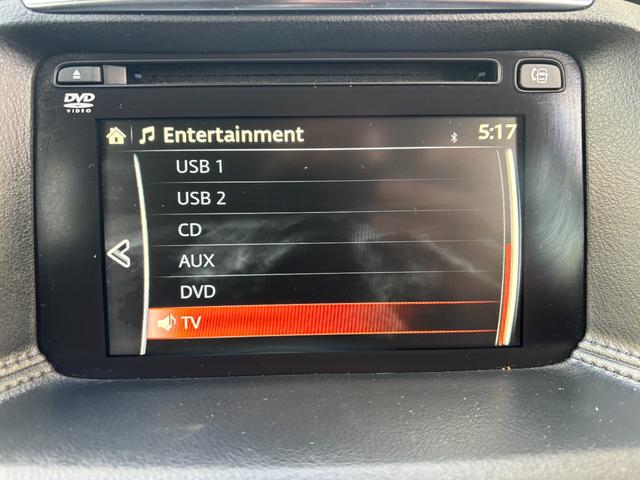 DVD
VIDEO
Entertainment 5:17
USB 1
USB 2
CD
AUX
DVD
TV